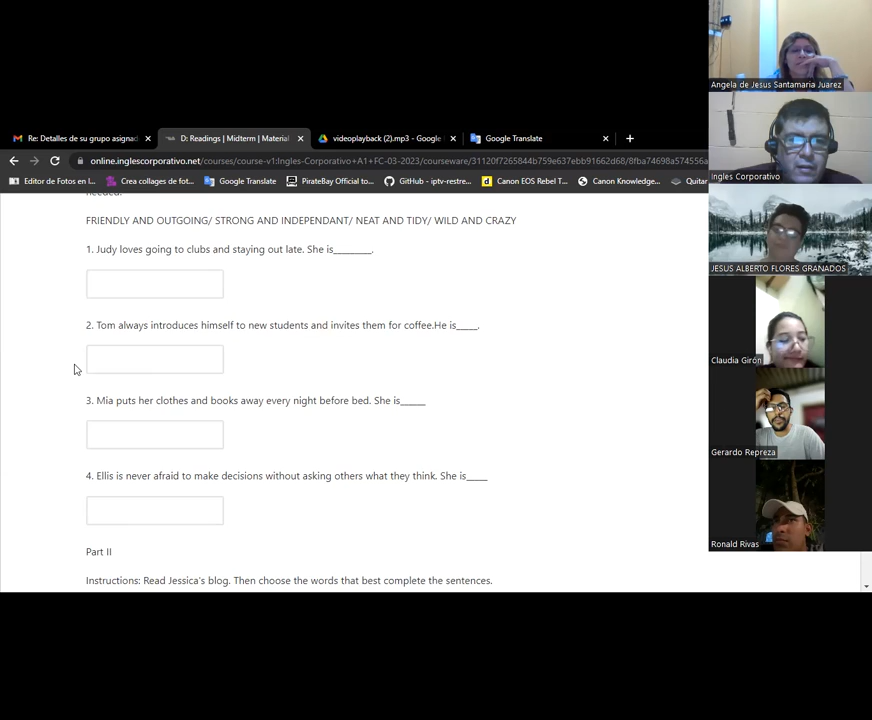 Angela de Jesus Santamaria Juarez
Re: Detalles de su grupo asignad
D: Readings | Midterm | Material
videoplayback (2).mp3 - Google
Google Translate
online.inglescorporativo.net/courses/course-v1:Ingles-Corporativo+A1+FC-03-2023/courseware/31120f7265844b759e637ebb91662d68/8fba74698a574556a
Ingles Corporativo
Editor de Fotos en l...
Crea collages de fot...
Google Translate
PirateBay Official to...
GitHub - iptv-restre...
Canon EOS Rebel T...
Canon Knowledge...
Quitar
needed.
FRIENDLY AND OUTGOING/ STRONG AND INDEPENDANT/ NEAT AND TIDY/ WILD AND CRAZY
1. Judy loves going to clubs and staying out late. She is________.
JESUS ALBERTO FLORES GRANADOS
2. Tom always introduces himself to new students and invites them for coffee.He is____.
Claudia Girón
3. Mia puts her clothes and books away every night before bed. She is_____
Gerardo Repreza
4. Ellis is never afraid to make decisions without asking others what they think. She is____
Ronald Rivas
Part II
Instructions: Read Jessica's blog. Then choose the words that best complete the sentences.